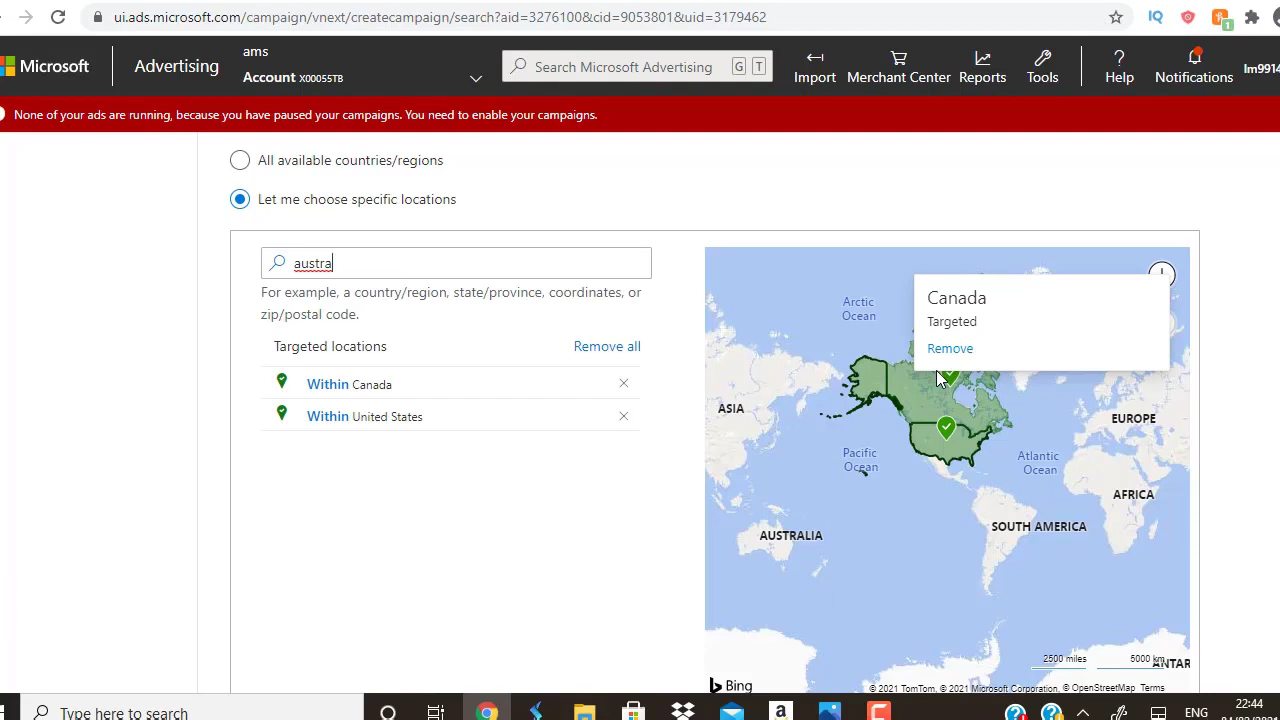 ui.ads.microsoft.com/campaign/vnext/createcampaign/search?aid=3276100&cid=9053801&uid=3179462
IQ
1
Microsoft
Advertising
ams
Account X00055TB
Search Microsoft Advertising
G T
Import
Merchant Center
Reports
Tools
Help
Notifications
lm9914
None of your ads are running, because you have paused your campaigns. You need to enable your campaigns.
All available countries/regions
Let me choose specific locations
austra
For example, a country/region, state/province, coordinates, or
zip/postal code.
Targeted locations
Remove all
Within Canada
Within United States
Canada
Targeted
Remove
Arctic
Ocean
ASIA
EUROPE
Pacific
Ocean
Atlantic
Ocean
AFRICA
SOUTH AMERICA
AUSTRALIA
2500 miles
5000 km
ANTAR
Bing
© 2021 TomTom, © 2021 Microsoft Corporation, © OpenStreetMap Terms
Type here to search
ENG
22:44